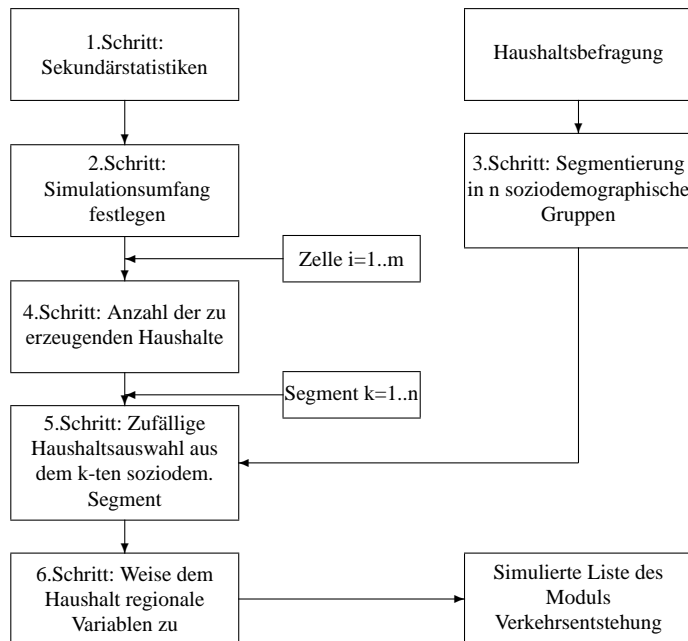 1.Schritt:
Sekundärstatistiken
Haushaltsbefragung
2.Schritt:
Simulationsumfang
festlegen
3.Schritt: Segmentierung
in n soziodemographische
Gruppen
Zelle i=1..m
4.Schritt: Anzahl der zu
erzeugenden Haushalte
Segment k=1..n
5.Schritt: Zufällige
Haushaltsauswahl aus
dem k-ten soziodem.
Segment
6.Schritt: Weise dem
Haushalt regionale
Variablen zu
Simulierte Liste des
Moduls
Verkehrsentstehung